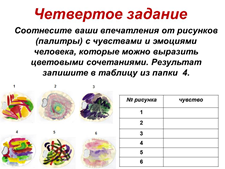 Четвертое задание
Соотнесите ваши впечатления от рисунков
(палитры) с чувствами и эмоциями
человека, которые можно выразить
цветовыми сочетаниями. Результат
запишите в таблицу из папки 4.
1 2 3
№ рисунка чувство
1
2
3
4
5
6
4 5 6